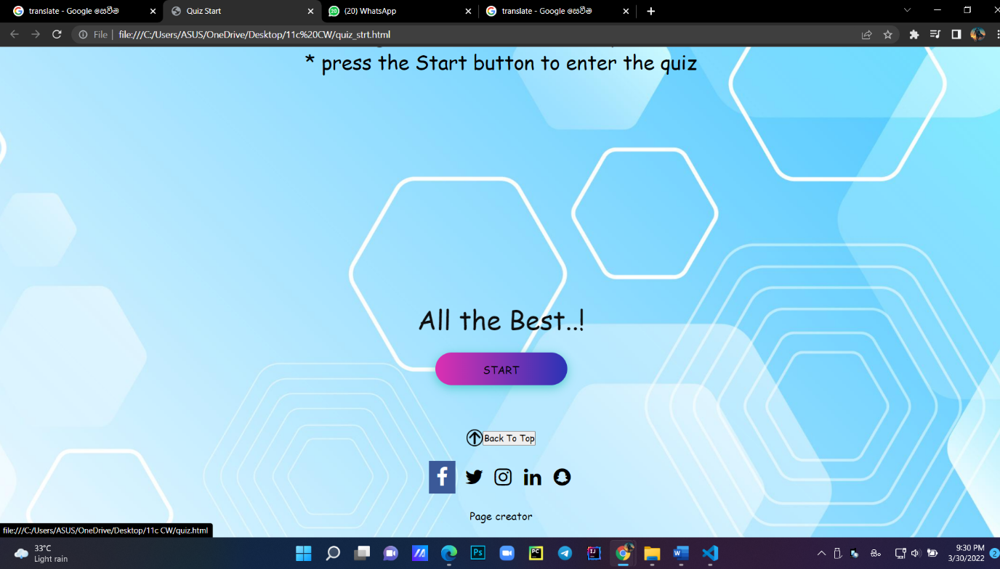 translate - Google සෙවීම
Quiz Start
(20) WhatsApp
translate - Google සෙවීම
File
file:///C:/Users/ASUS/OneDrive/Desktop/11c%20CW/quiz_strt.html
* press the Start button to enter the quiz
All the Best..!
START
Back To Top
Page creator
file:///C:/Users/ASUS/OneDrive/Desktop/11c CW/quiz.html
33°C
Light rain
9:30 PM
3/30/2022
2